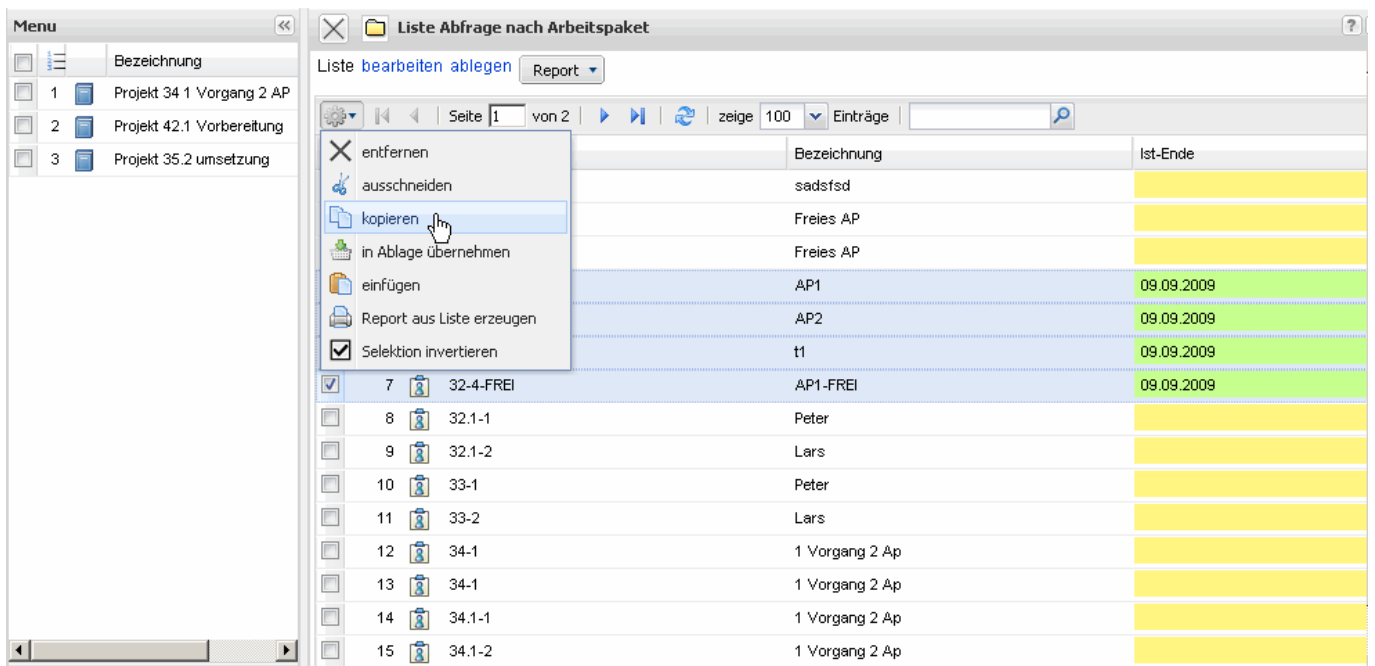 Menu
Bezeichnung
1 Projekt 34 1 Vorgang 2 AP
2 Projekt 42.1 Vorbereitung
3 Projekt 35.2 umsetzung
Liste Abfrage nach Arbeitspaket ?
Liste bearbeiten ablegen Report
Seite 1 von 2 zeige 100 Einträge
entfernen
ausschneiden
kopieren
in Ablage übernehmen
einfügen
Report aus Liste erzeugen
Selektion invertieren
Bezeichnung Ist-Ende
sadsfsd
Freies AP
Freies AP
AP1 09.09.2009
AP2 09.09.2009
t1 09.09.2009
7 32-4-FREI AP1-FREI 09.09.2009
8 32.1-1 Peter
9 32.1-2 Lars
10 33-1 Peter
11 33-2 Lars
12 34-1 1 Vorgang 2 Ap
13 34-1 1 Vorgang 2 Ap
14 34.1-1 1 Vorgang 2 Ap
15 34.1-2 1 Vorgang 2 Ap